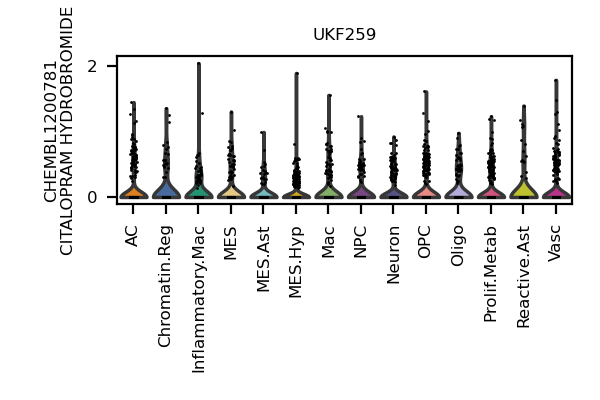 UKF259
CHEMBL1200781
CITALOPRAM HYDROBROMIDE
2
0
AC
Chromatin.Reg
Inflammatory.Mac
MES
MES.Ast
MES.Hyp
Mac
NPC
Neuron
OPC
Oligo
Prolif.Metab
Reactive.Ast
Vasc